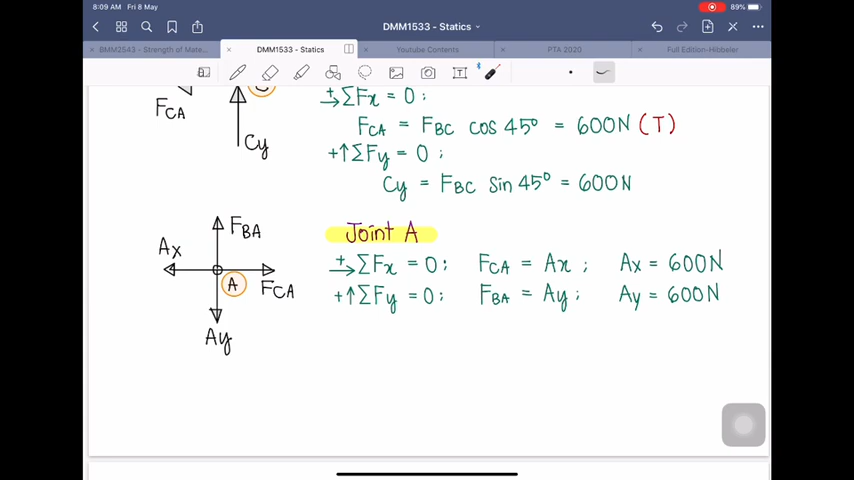 8:09 AM Fri 8 May
89%
DMM1533 - Statics
BMM2543 - Strength of Mate...
DMM1533 - Statics
Youtube Contents
PTA 2020
Full Edition-Hibbeler
FCA
C
Cy
+→ΣFx = 0 :
FCA = FBC cos 45° = 600N (T)
+↑ΣFy = 0 ;
Cy = FBC sin 45° = 600N
Ax
FBA
A
FCA
Ay
Joint A
+→ΣFx = 0 : FCA = Ax ; Ax = 600N
+↑ΣFy = 0 : FBA = Ay ; Ay = 600N